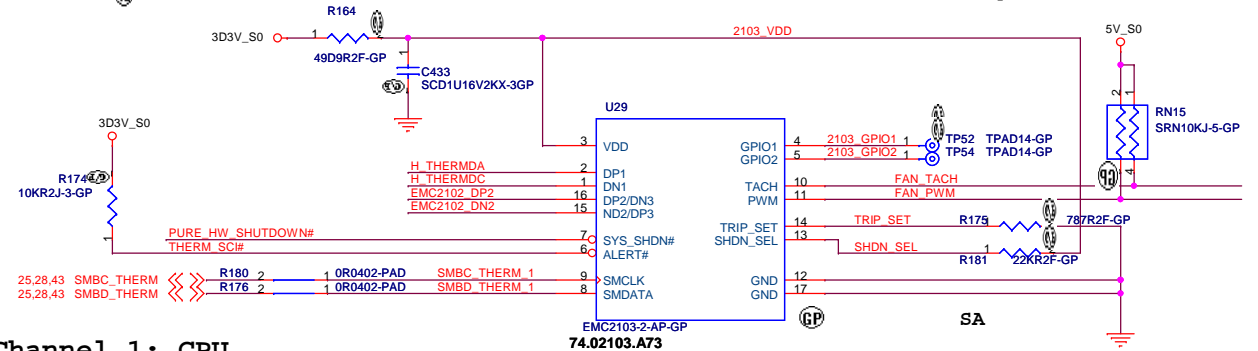 R164
3D3V_S0
1
49D9R2F-GP
2103_VDD
5V_S0
1
C433
SCD1U16V2KX-3GP
2
1
RN15
SRN10KJ-5-GP
4
3D3V_S0
R174
10KR2J-3-GP
1
U29
3 VDD
H_THERMDA 2 DP1
H_THERMDC 1 DN1
EMC2102_DP2 16 DP2/DN3
EMC2102_DN2 15 ND2/DP3
PURE_HW_SHUTDOWN# 7 SYS_SHDN#
THERM_SCI# 6 ALERT#
25,28,43 SMBC_THERM R180 2 1 0R0402-PAD SMBC_THERM_1 9 SMCLK
25,28,43 SMBD_THERM R176 2 1 0R0402-PAD SMBD_THERM_1 8 SMDATA
GPIO1 4 2103_GPIO1 1 TP52 TPAD14-GP
GPIO2 5 2103_GPIO2 1 TP54 TPAD14-GP
TACH 10 FAN_TACH
PWM 11 FAN_PWM
TRIP_SET 14 TRIP_SET R175 787R2F-GP
SHDN_SEL 13 SHDN_SEL 1
R181 22KR2F-GP
GND 12
GND 17
EMC2103-2-AP-GP
74.02103.A73
GP
SA
Channel 1: CPU